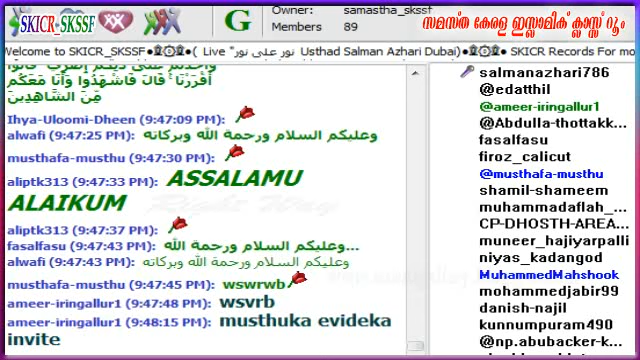 SKICR_SKSSF
G
Owner: samastha_skssf
Members 89
സമസ്ത കേരള ഇസ്ലാമിക് ക്ലാസ്സ് റൂം
Welcome to SKICR_SKSSF●۩۞۩●( Live "نور على نور" Usthad Salman Azhari Dubai)●۩۞۩● SKICR Records For mo
أَقْرَرْنَا ۚ قَالَ فَاشْهَدُوا وَأَنَا مَعَكُم
مِّنَ الشَّاهِدِينَ
Ihya-Uloomi-Dheen (9:47:09 PM):
alwafi (9:47:25 PM): وعليكم السلام ورحمة الله وبركاته
musthafa-musthu (9:47:30 PM):
aliptk313 (9:47:33 PM): ASSALAMU
ALAIKUM
aliptk313 (9:47:37 PM):
fasalfasu (9:47:43 PM): وعليكم السلام ورحمة الله...
alwafi (9:47:43 PM): وعليكم السلام ورحمة الله وبركاته
musthafa-musthu (9:47:45 PM): wswrwb
ameer-iringallur1 (9:47:48 PM): wsvrb
ameer-iringallur1 (9:48:15 PM): musthuka evideka
invite
salmanazhari786
@edatthil
@ameer-iringallur1
@Abdulla-thottakk...
fasalfasu
firoz_calicut
@musthafa-musthu
shamil-shameem
muhammadaflah_...
CP-DHOSTH-AREA...
muneer_hajiyarpalli
niyas_kadangod
MuhammedMahshook
mohammedjabir99
danish-najil
kunnumpuram490
@np.abubacker-k...